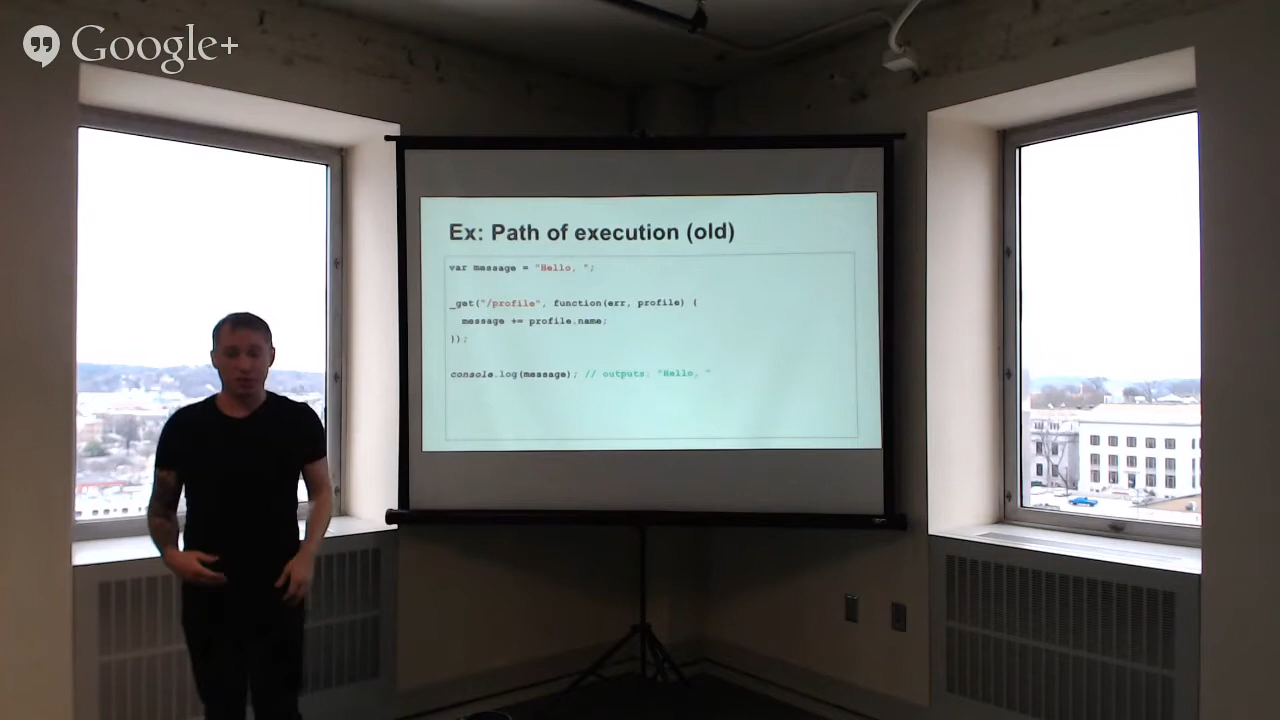 Google+
Ex: Path of execution (old)
var message = "Hello, ";
_get("/profile", function(err, profile) {
message += profile.name;
});
console.log(message); // outputs: "Hello, "